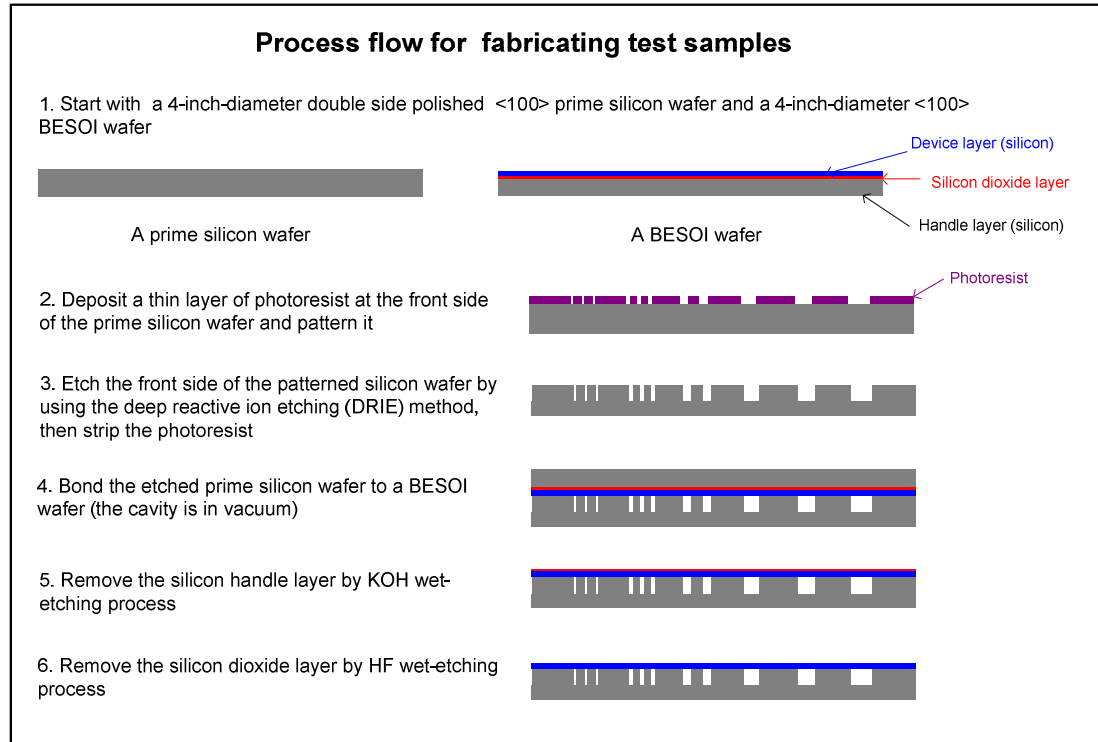 Process flow for fabricating test samples
1. Start with a 4-inch-diameter double side polished <100> prime silicon wafer and a 4-inch-diameter <100>
BESOI wafer
Device layer (silicon)
Silicon dioxide layer
Handle layer (silicon)
A prime silicon wafer
A BESOI wafer
Photoresist
2. Deposit a thin layer of photoresist at the front side
of the prime silicon wafer and pattern it
3. Etch the front side of the patterned silicon wafer by
using the deep reactive ion etching (DRIE) method,
then strip the photoresist
4. Bond the etched prime silicon wafer to a BESOI
wafer (the cavity is in vacuum)
5. Remove the silicon handle layer by KOH wet-
etching process
6. Remove the silicon dioxide layer by HF wet-etching
process